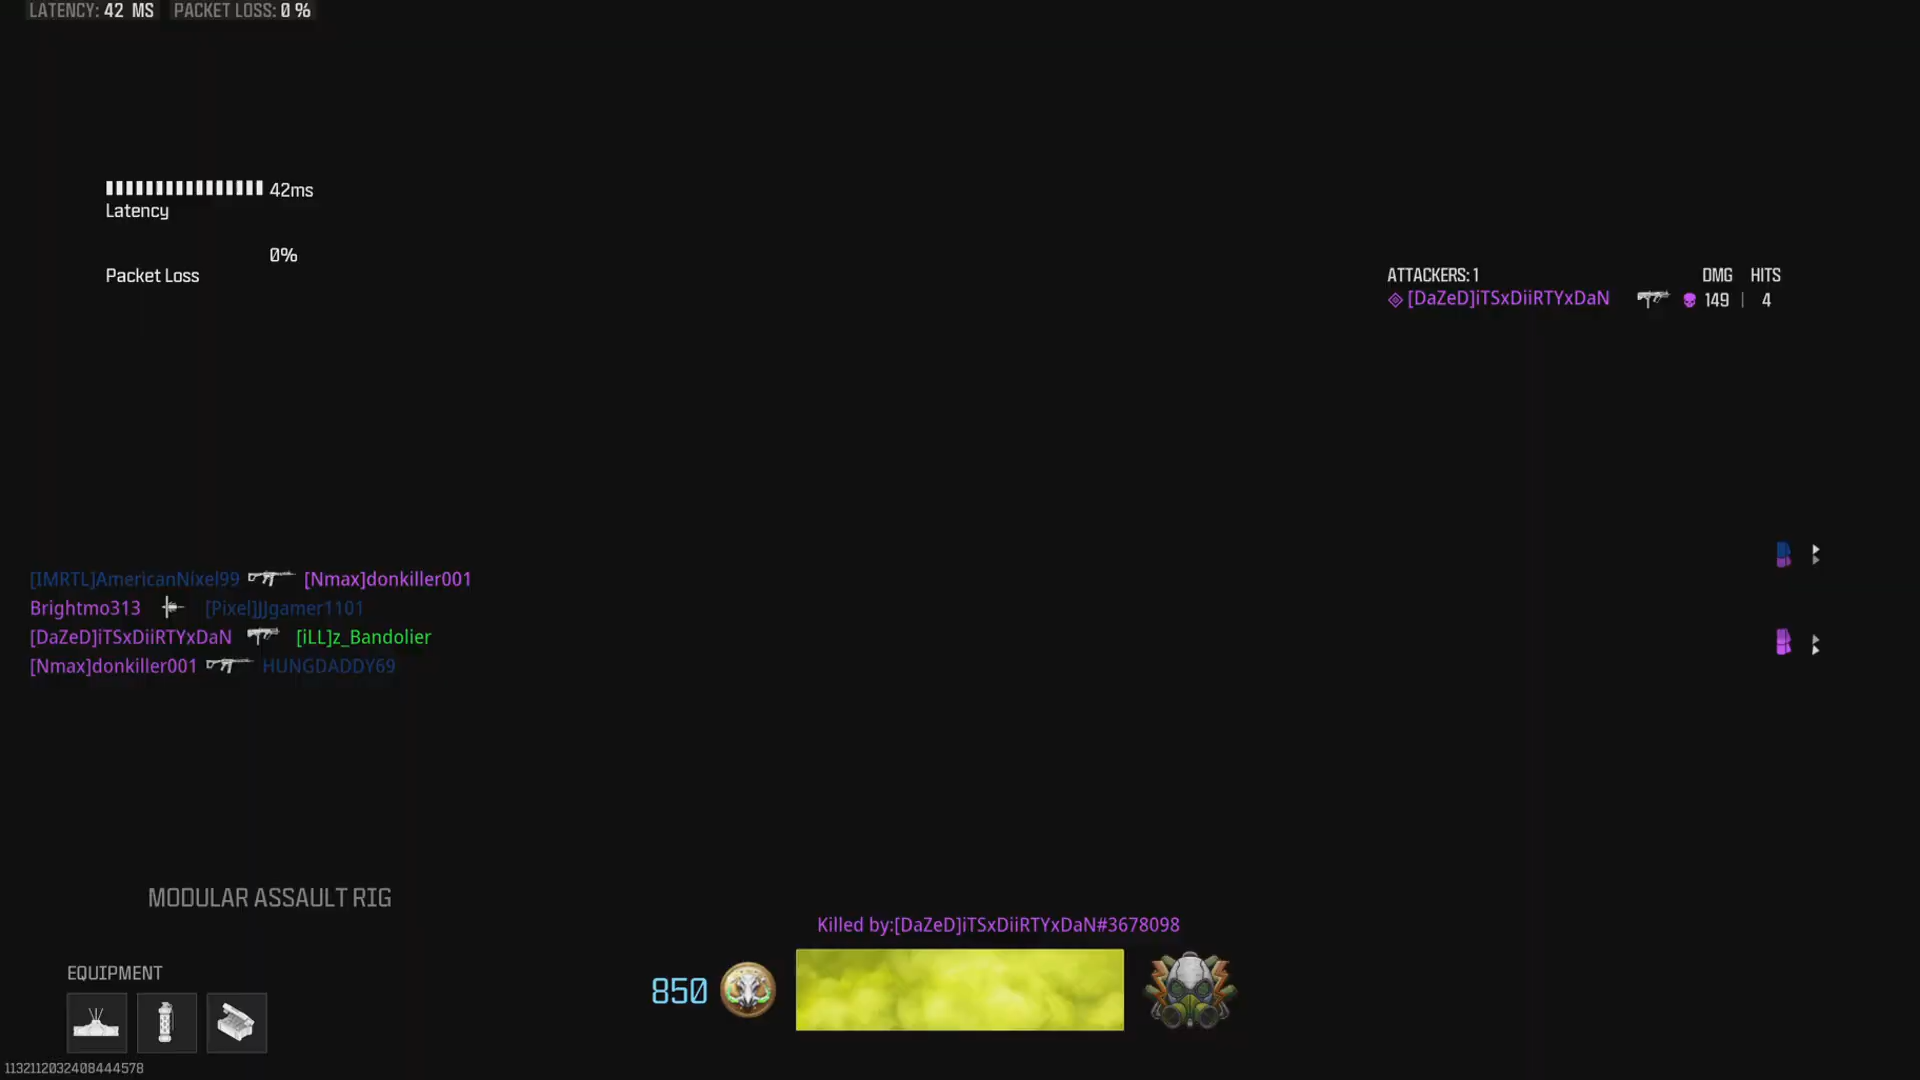 LATENCY: 42 MS PACKET LOSS: 0 %
42ms
Latency
0%
Packet Loss
ATTACKERS: 1 DMG HITS
[DaZeD]iTSxDiiRTYxDaN 149 | 4
[IMRTL]AmericanNixel99 [Nmax]donkiller001
Brightmo313 [Pixel]JJgamer1101
[DaZeD]iTSxDiiRTYxDaN [iLL]z_Bandolier
[Nmax]donkiller001 HUNGDADDY69
MODULAR ASSAULT RIG
Killed by:[DaZeD]iTSxDiiRTYxDaN#3678098
EQUIPMENT
850
1132112032408444578